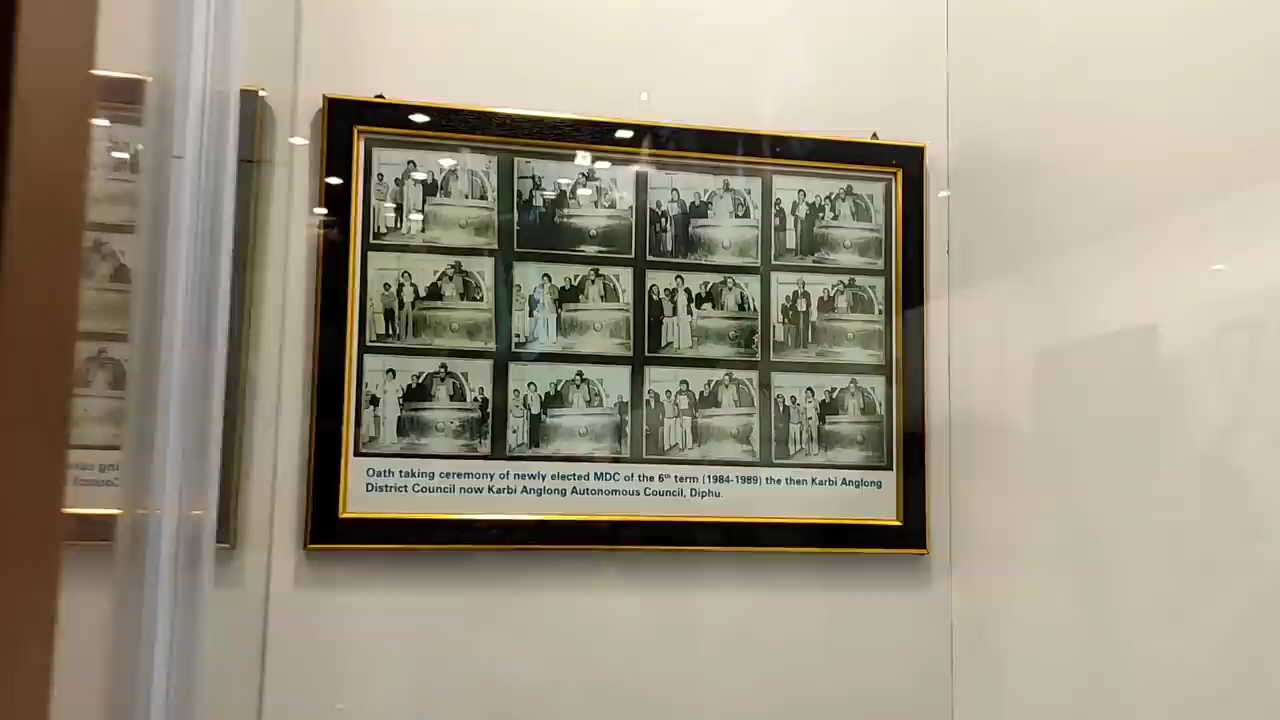 Oath taking ceremony of newly elected MDC of the 6th term (1984-1989) the then Karbi Anglong
District Council now Karbi Anglong Autonomous Council, Diphu.